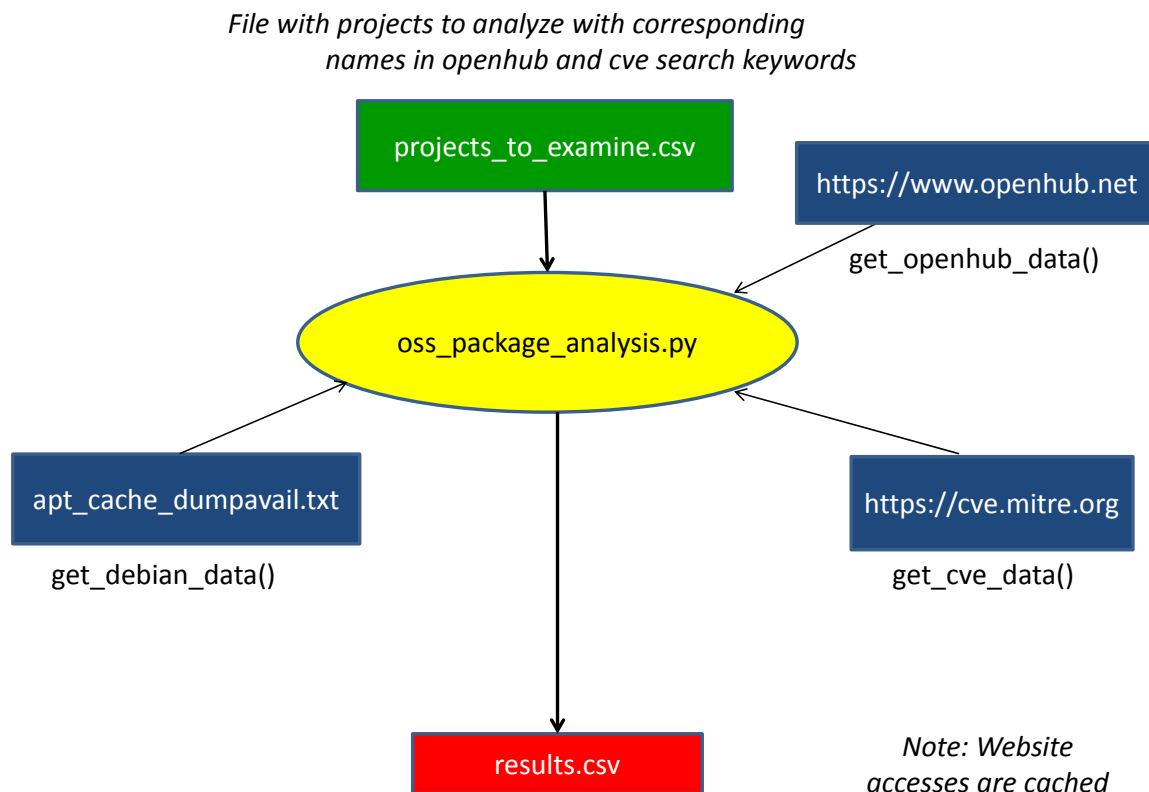 File with projects to analyze with corresponding
names in openhub and cve search keywords
projects_to_examine.csv
https://www.openhub.net
get_openhub_data()
oss_package_analysis.py
apt_cache_dumpavail.txt
get_debian_data()
https://cve.mitre.org
get_cve_data()
results.csv
Note: Website
accesses are cached